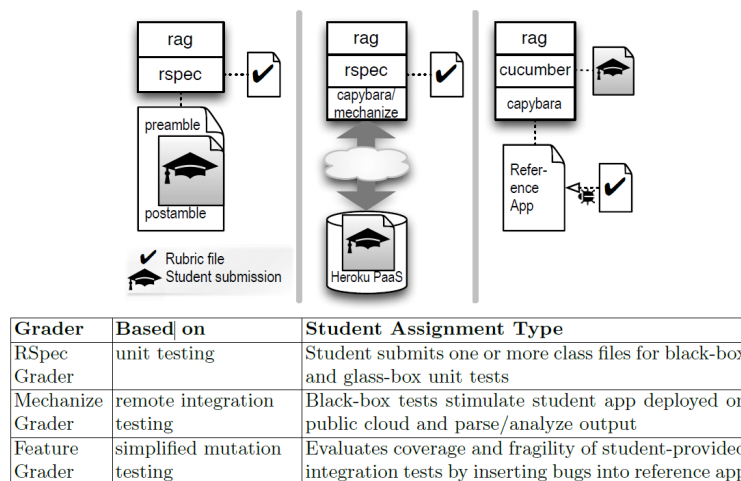 rag
rspec
preamble
postamble
Rubric file
Student submission
rag
rspec
capybara/
mechanize
Heroku PaaS
rag
cucumber
capybara
Refer-
ence
App
Grader Based on Student Assignment Type
RSpec unit testing Student submits one or more class files for black-box
Grader and glass-box unit tests
Mechanize remote integration Black-box tests stimulate student app deployed on
Grader testing public cloud and parse/analyze output
Feature simplified mutation Evaluates coverage and fragility of student-provided
Grader testing integration tests by inserting bugs into reference app